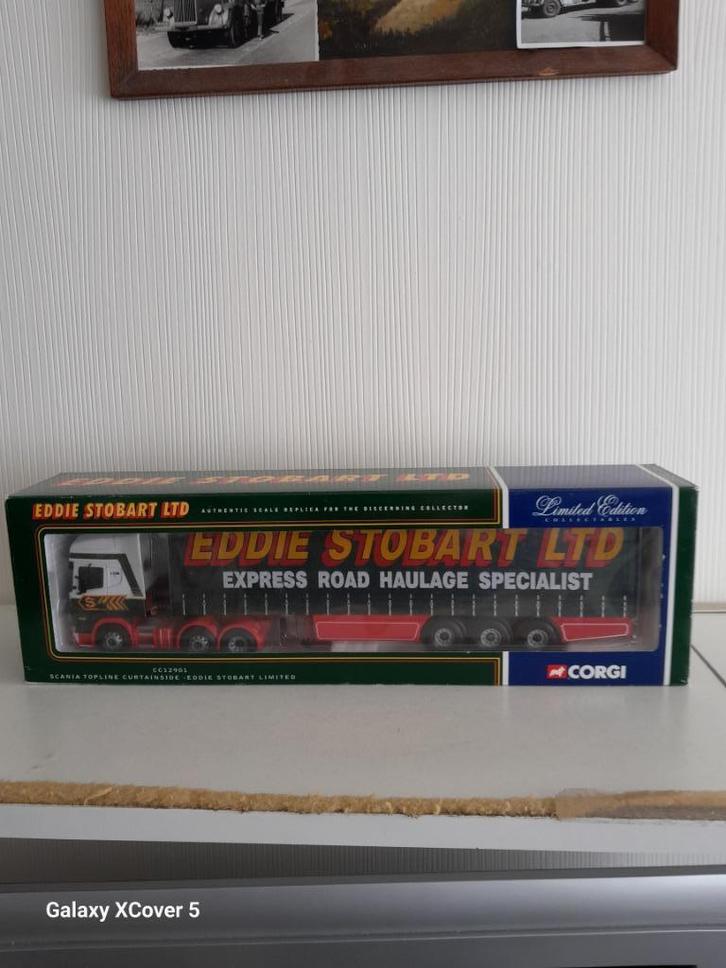 EDDIE STOBART LTD
EDDIE STOBART LTD
AUTHENTIC SCALE REPLICA FOR THE DISCERNING COLLECTOR
Limited Edition
COLLECTABLES
EDDIE STOBART LTD
EXPRESS ROAD HAULAGE SPECIALIST
S
CC12901
SCANIA TOPLINE CURTAINSIDE -EDDIE STOBART LIMITED
CORGI
Galaxy XCover 5